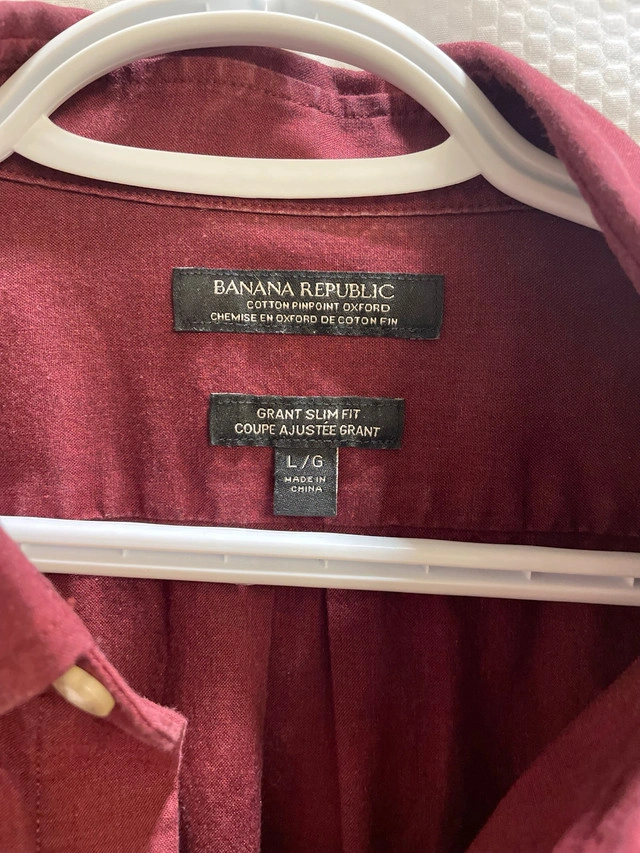 BANANA REPUBLIC
COTTON PINPOINT OXFORD
CHEMISE EN OXFORD DE COTON FIN
GRANT SLIM FIT
COUPE AJUSTÉE GRANT
L/G
MADE IN
CHINA